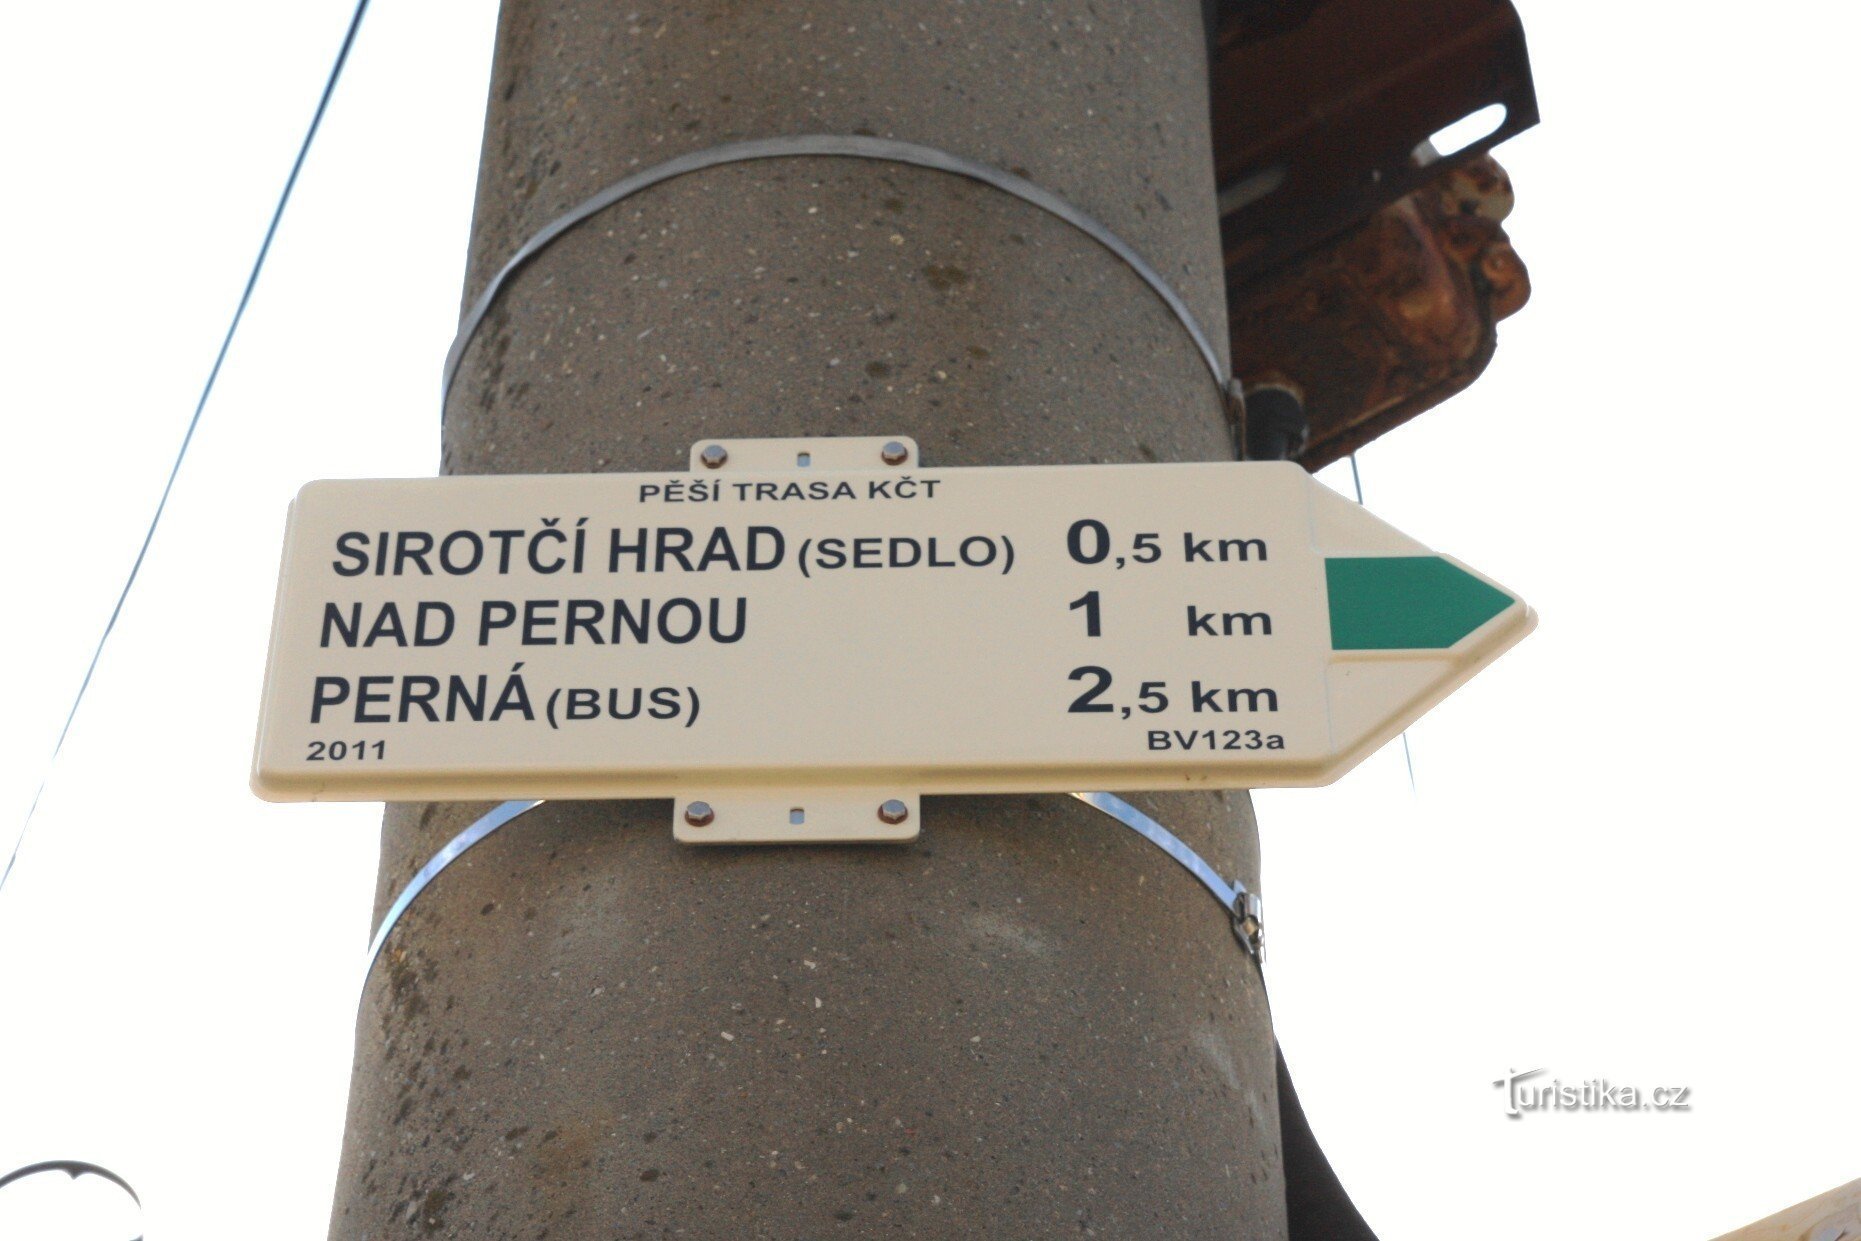 PĚŠÍ TRASA KČT
SIROTČÍ HRAD (SEDLO) 0,5 km
NAD PERNOU 1 km
PERNÁ (BUS) 2,5 km
2011 BV123a
Turistika.cz